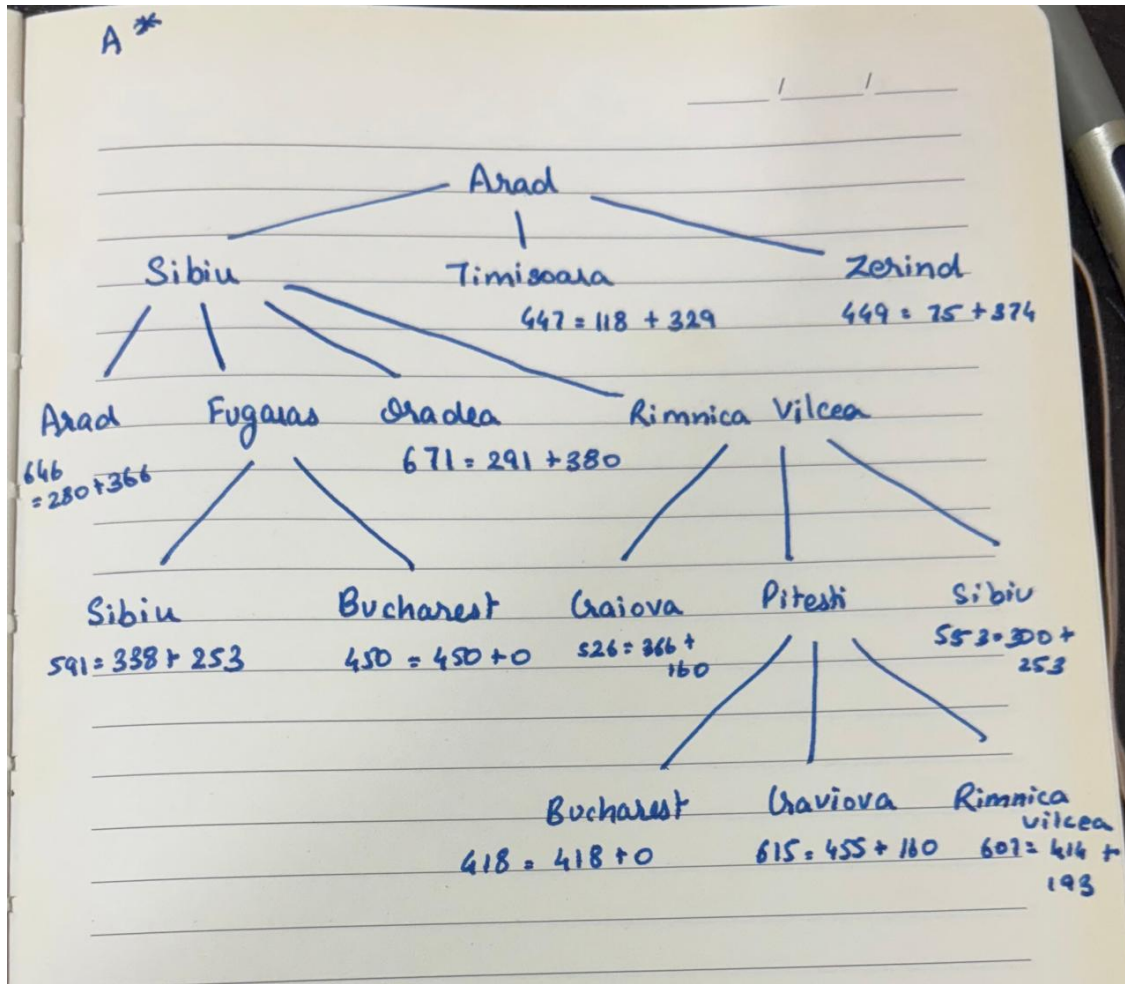 A*
/ /
Arad
Sibiu Timisoara Zerind
447 = 118 + 329 449 = 75 + 374
Arad Fugaras Oradea Rimnica Vilcea
646 671 = 291 + 380
= 280 + 366
Sibiu Bucharest Craiova Pitesti Sibiu
591 = 338 + 253 450 = 450 + 0 526 = 366 + 553 = 300 +
160 253
Bucharest Craviova Rimnica
vilcea
418 = 418 + 0 615 = 455 + 160 607 = 414 +
193